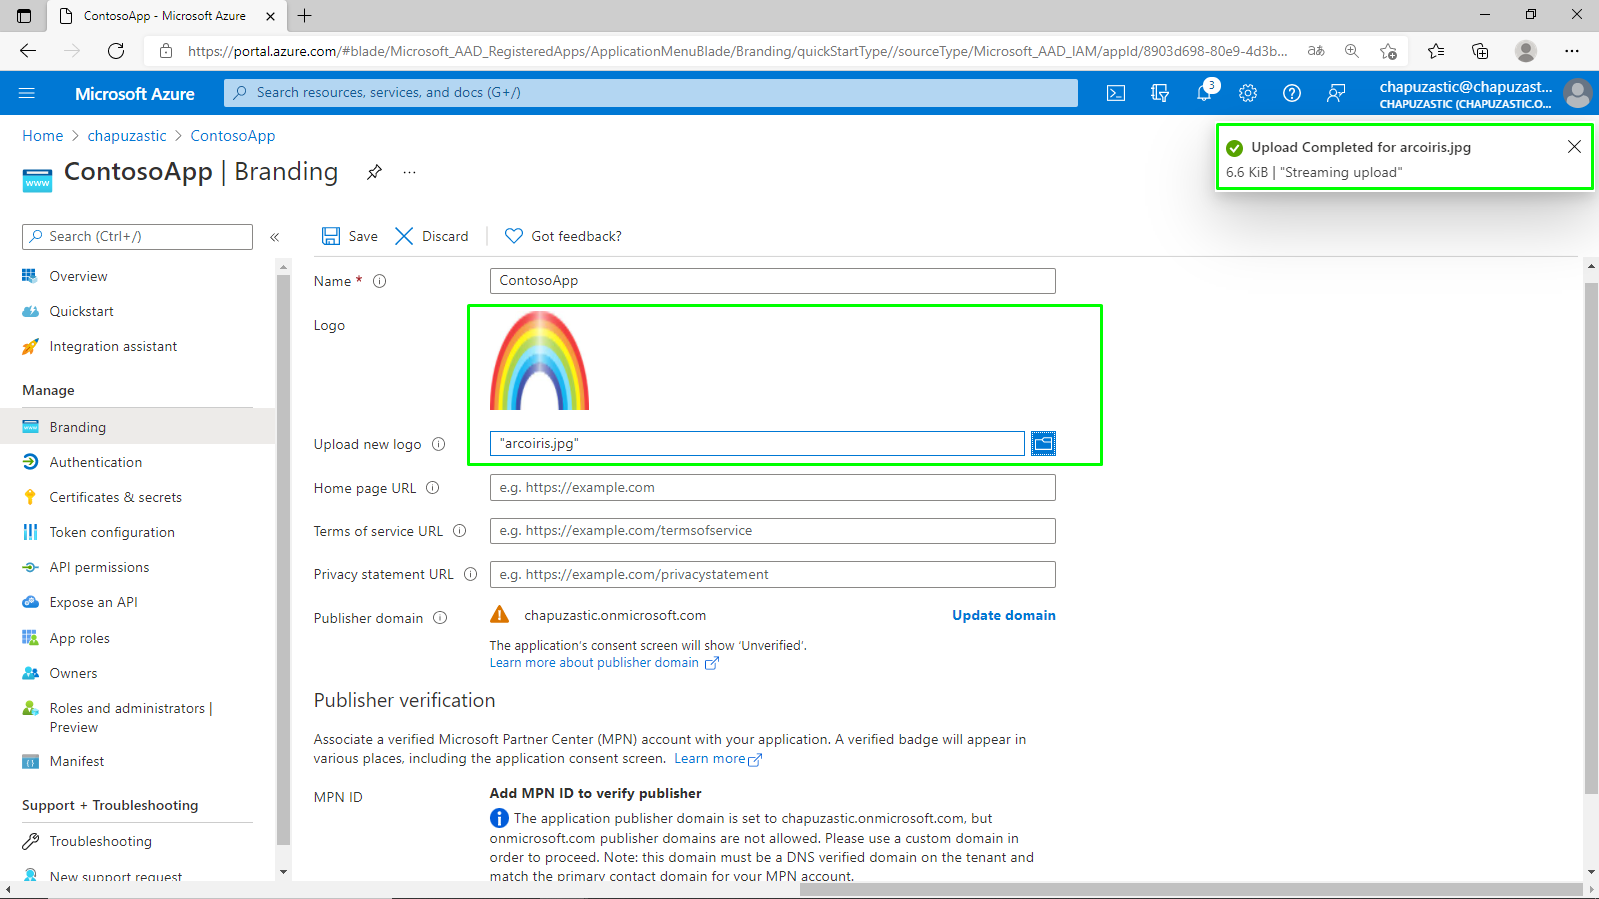 ContosoApp - Microsoft Azure
https://portal.azure.com/#blade/Microsoft_AAD_RegisteredApps/ApplicationMenuBlade/Branding/quickStartType//sourceType/Microsoft_AAD_IAM/appId/8903d698-80e9-4d3b...
aあ
Microsoft Azure
Search resources, services, and docs (G+/)
3
chapuzastic@chapuzast...
CHAPUZASTIC (CHAPUZASTIC.O...
Home > chapuzastic > ContosoApp
Upload Completed for arcoiris.jpg
6.6 KiB | "Streaming upload"
www
ContosoApp | Branding
Search (Ctrl+/)
Save
Discard
Got feedback?
Overview
Quickstart
Integration assistant
Manage
Branding
Authentication
Certificates & secrets
Token configuration
API permissions
Expose an API
App roles
Owners
Roles and administrators |
Preview
Manifest
Support + Troubleshooting
Troubleshooting
New support request
Name *
ContosoApp
Logo
Upload new logo
"arcoiris.jpg"
Home page URL
e.g. https://example.com
Terms of service URL
e.g. https://example.com/termsofservice
Privacy statement URL
e.g. https://example.com/privacystatement
Publisher domain
chapuzastic.onmicrosoft.com
Update domain
The application's consent screen will show 'Unverified'.
Learn more about publisher domain
Publisher verification
Associate a verified Microsoft Partner Center (MPN) account with your application. A verified badge will appear in
various places, including the application consent screen. Learn more
MPN ID
Add MPN ID to verify publisher
The application publisher domain is set to chapuzastic.onmicrosoft.com, but
onmicrosoft.com publisher domains are not allowed. Please use a custom domain in
order to proceed. Note: this domain must be a DNS verified domain on the tenant and
match the primary contact domain for your MPN account.